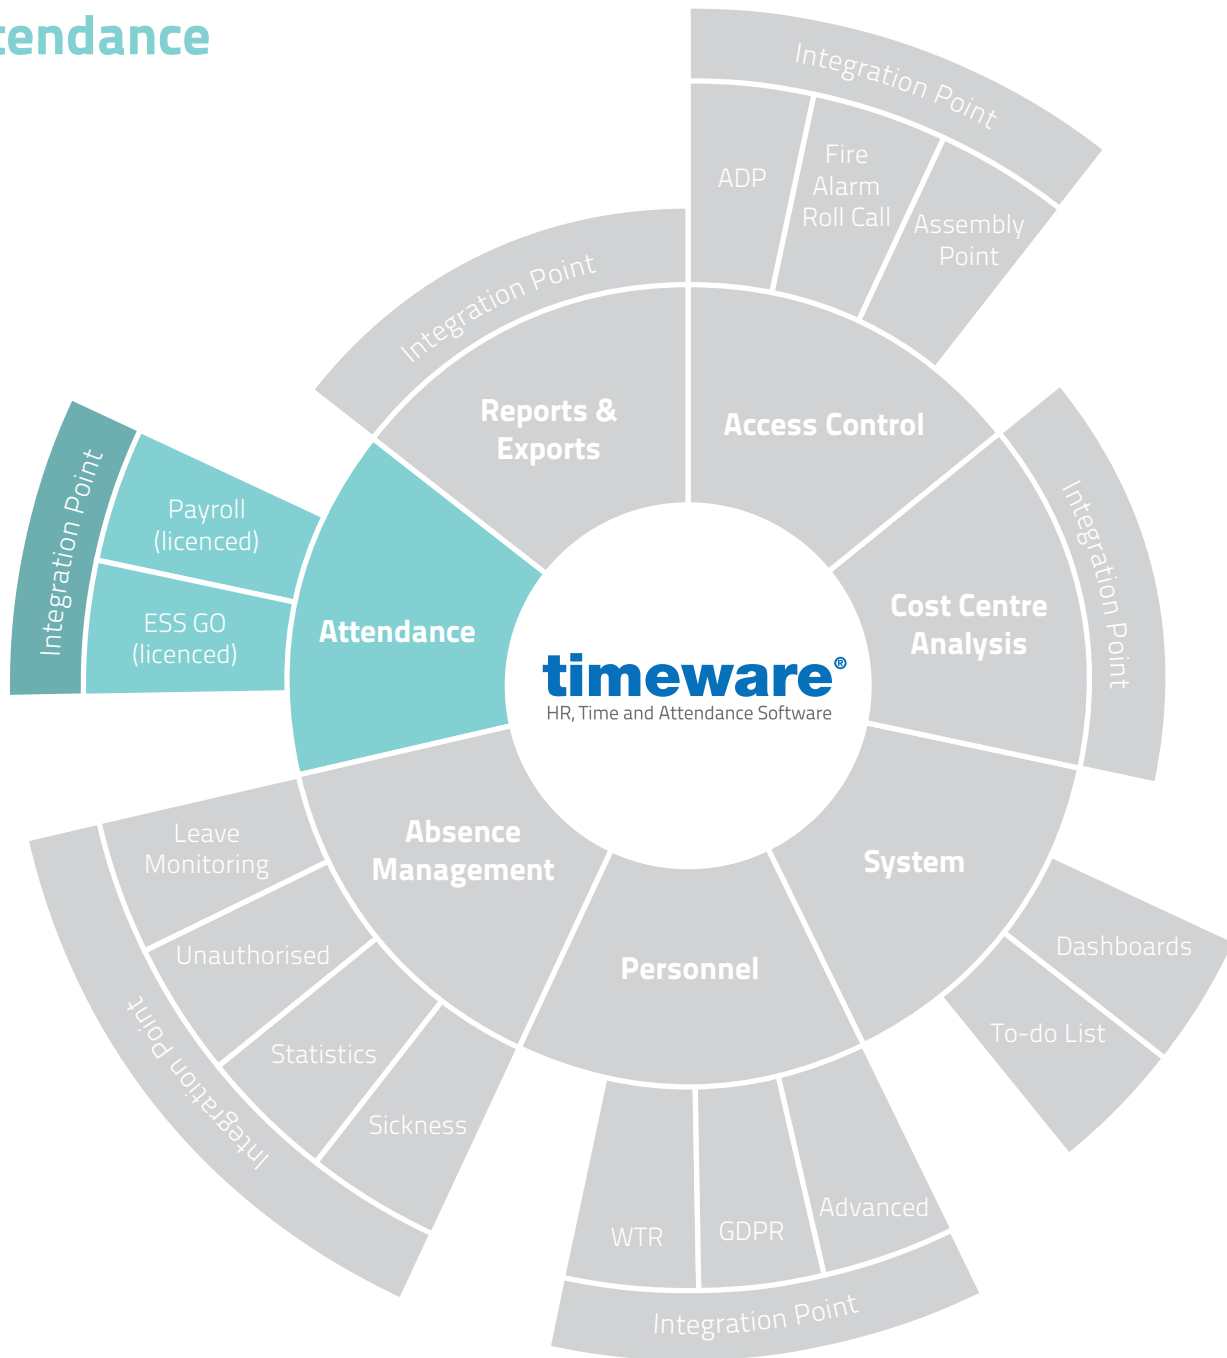 tendance
Integration Point
ADP
Fire
Alarm
Roll Call
Assembly
Point
Integration Point
Reports &
Exports
Access Control
Integration Point
Payroll
(licenced)
ESS GO
(licenced)
Attendance
Integration Point
Cost Centre
Analysis
timeware®
HR, Time and Attendance Software
Absence
Management
System
Personnel
Leave
Monitoring
Unauthorised
Statistics
Sickness
Integration Point
Dashboards
To-do List
WTR
GDPR
Advanced
Integration Point